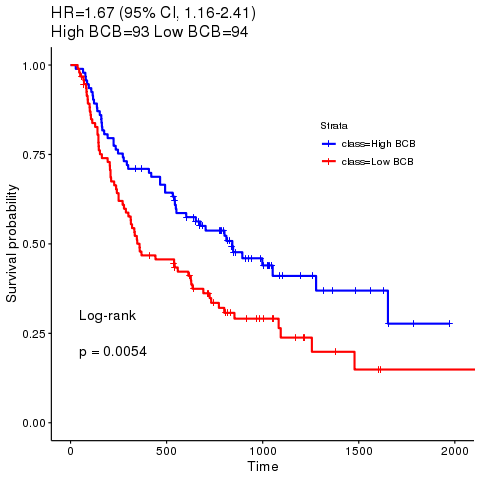 HR=1.67 (95% CI, 1.16-2.41)
High BCB=93 Low BCB=94
1.00
0.75
0.50
0.25
0.00
Survival probability
Strata
class=High BCB
class=Low BCB
Log-rank
p = 0.0054
0
500
1000
1500
2000
Time